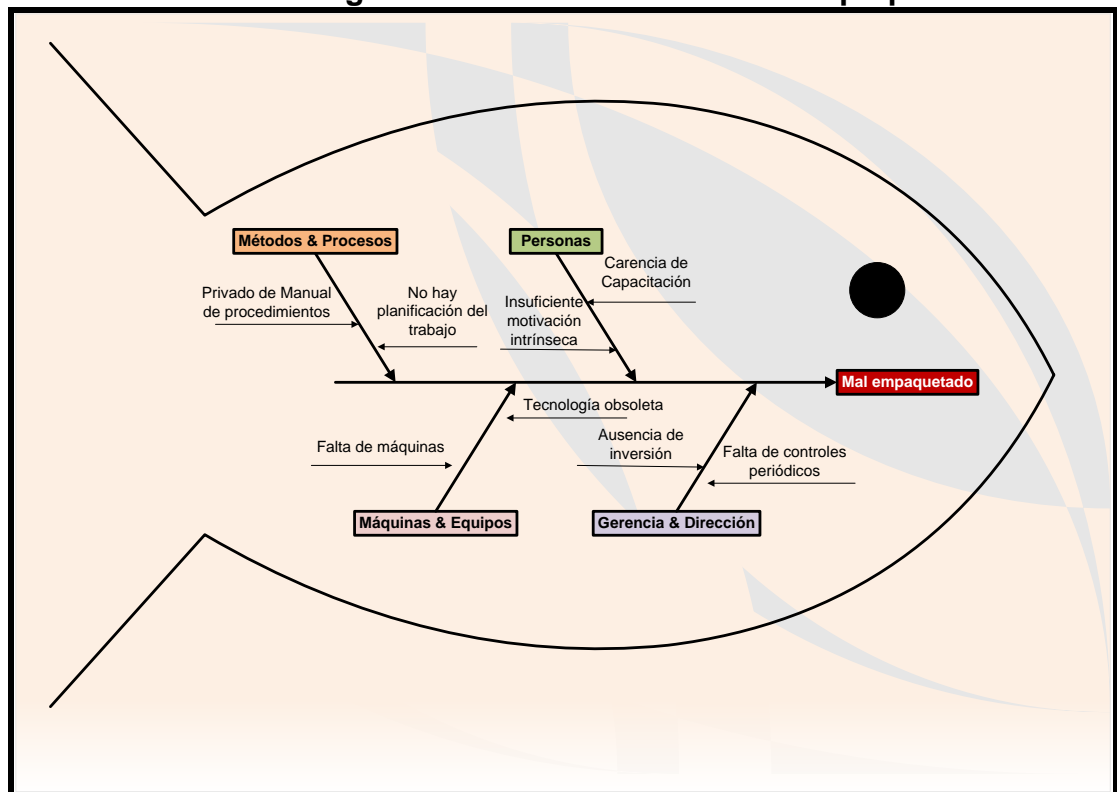 Métodos & Procesos
Personas
Carencia de
Capacitación
Privado de Manual
de procedimientos
No hay
planificación del
trabajo
Insuficiente
motivación
intrínseca
Mal empaquetado
Tecnología obsoleta
Falta de máquinas
Ausencia de
inversión
Falta de controles
periódicos
Máquinas & Equipos
Gerencia & Dirección